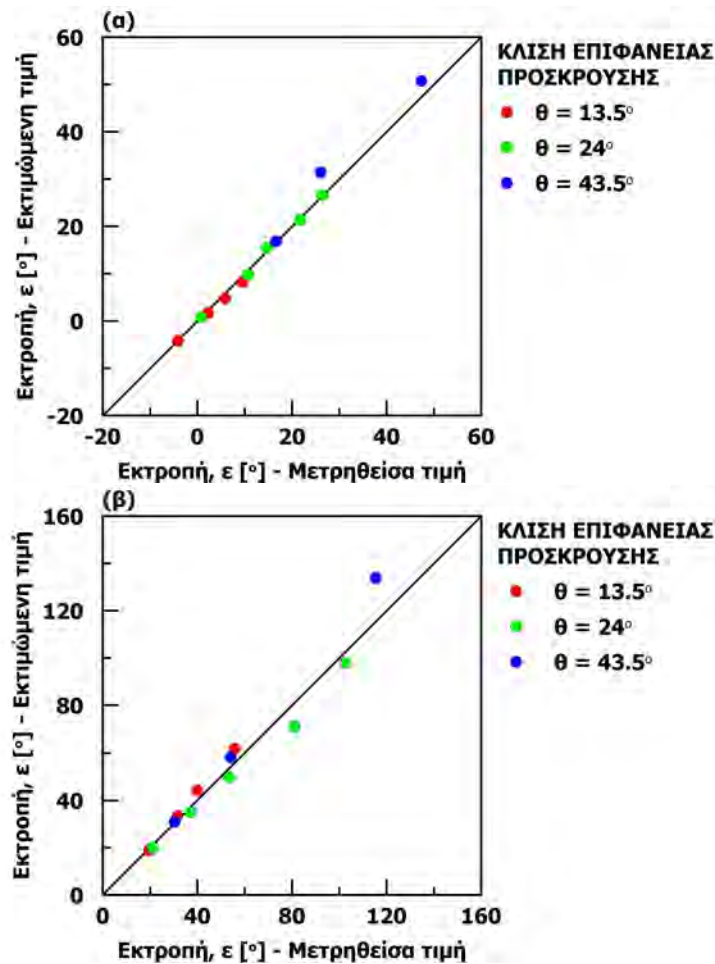 (α)
60
40
20
0
-20
-20 0 20 40 60
Εκτροπή, ε [°] - Εκτιμώμενη τιμή
Εκτροπή, ε [°] - Μετρηθείσα τιμή
ΚΛΙΣΗ ΕΠΙΦΑΝΕΙΑΣ
ΠΡΟΣΚΡΟΥΣΗΣ
θ = 13.5°
θ = 24°
θ = 43.5°
(β)
160
120
80
40
0
0 40 80 120 160
Εκτροπή, ε [°] - Εκτιμώμενη τιμή
Εκτροπή, ε [°] - Μετρηθείσα τιμή
ΚΛΙΣΗ ΕΠΙΦΑΝΕΙΑΣ
ΠΡΟΣΚΡΟΥΣΗΣ
θ = 13.5°
θ = 24°
θ = 43.5°